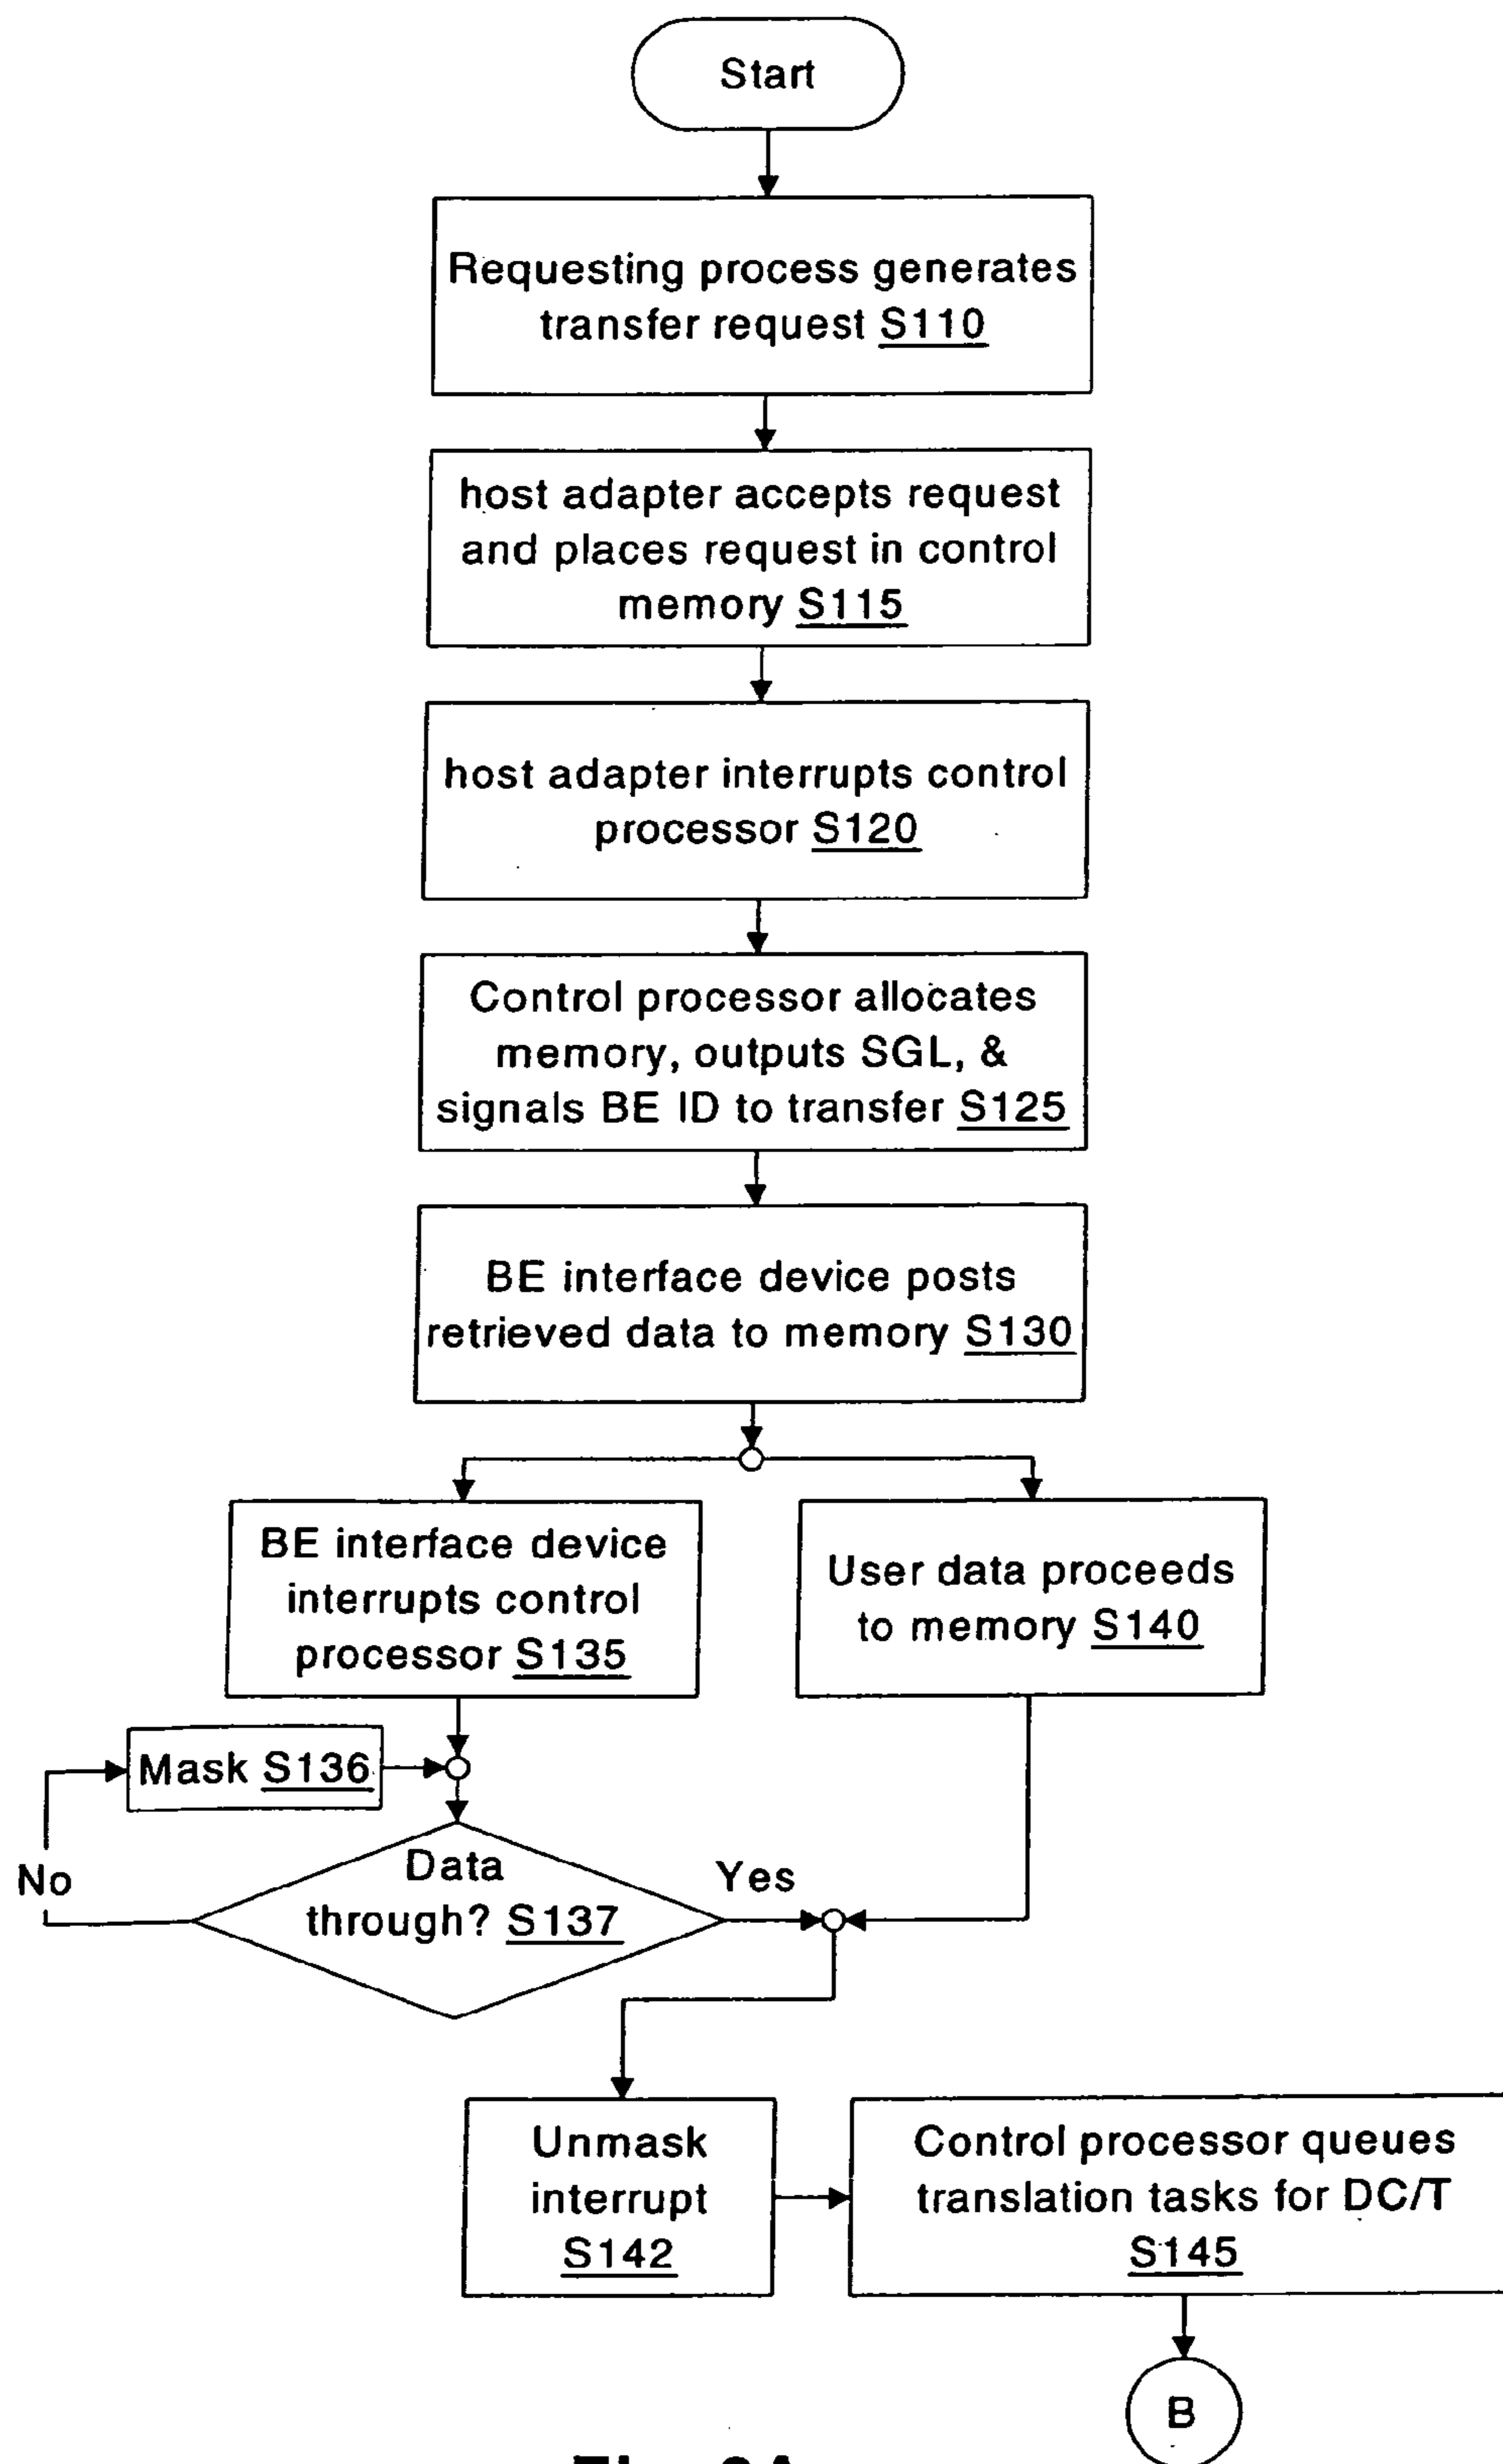 Start
Requesting process generates
transfer request S110
host adapter accepts request
and places request in control
memory S115
host adapter interrupts control
processor S120
Control processor allocates
memory, outputs SGL, &
signals BE ID to transfer S125
BE interface device posts
retrieved data to memory S130
BE interface device
interrupts control
processor S135
User data proceeds
to memory S140
Mask S136
No
Data
through? S137
Yes
Unmask
interrupt
S142
Control processor queues
translation tasks for DC/T
S145
B